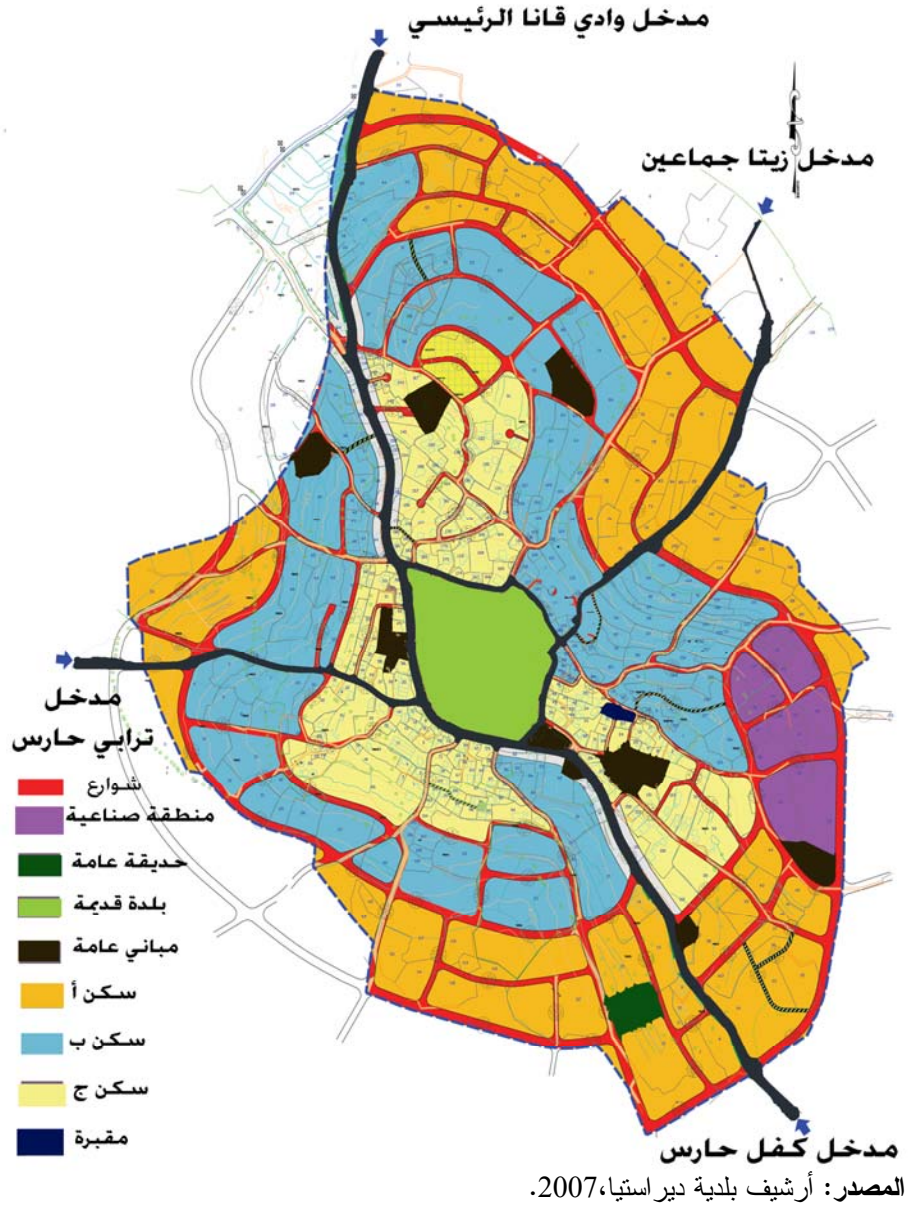 مدخل وادي قانا الرئيسي
مدخل زيتا جماعين
مدخل
ترابي حارس
شوارع
منطقة صناعية
حديقة عامة
بلدة قديمة
مباني عامة
سكن أ
سكن ب
سكن ج
مقبرة
مدخل كفل حارس
المصدر: أرشيف بلدية ديراستيا،2007.